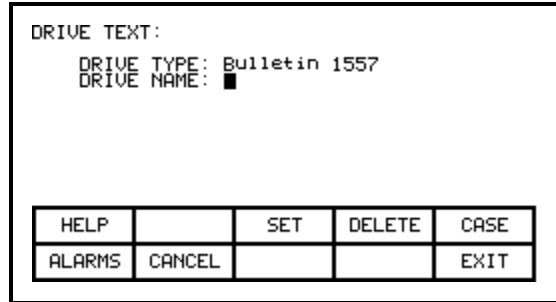 DRIVE TEXT:
DRIVE TYPE: Bulletin 1557
DRIVE NAME:
HELP SET DELETE CASE
ALARMS CANCEL EXIT